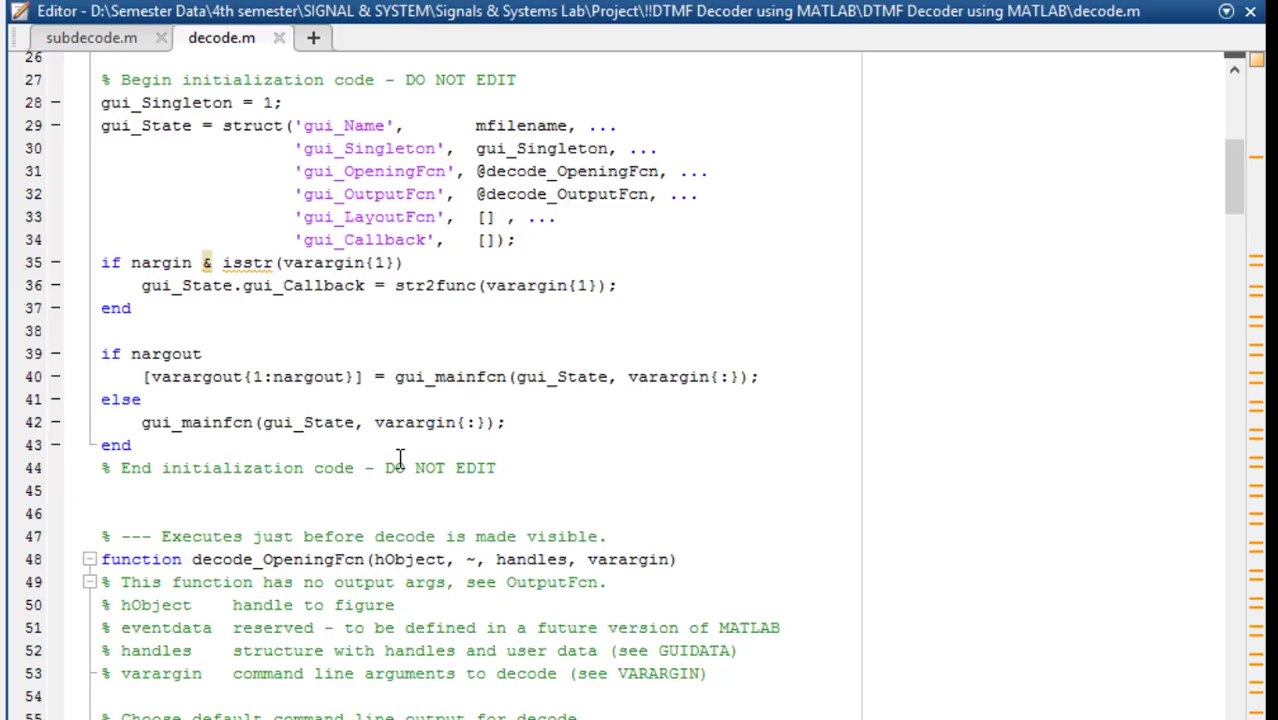 Editor - D:\Semester Data\4th semester\SIGNAL & SYSTEM\Signals & Systems Lab\Project\!!DTMF Decoder using MATLAB\DTMF Decoder using MATLAB\decode.m
subdecode.m decode.m
26
27 % Begin initialization code - DO NOT EDIT
28 gui_Singleton = 1;
29 gui_State = struct('gui_Name', mfilename, ...
30 'gui_Singleton', gui_Singleton, ...
31 'gui_OpeningFcn', @decode_OpeningFcn, ...
32 'gui_OutputFcn', @decode_OutputFcn, ...
33 'gui_LayoutFcn', [] , ...
34 'gui_Callback', []);
35 if nargin & isstr(varargin{1})
36 gui_State.gui_Callback = str2func(varargin{1});
37 end
38
39 if nargout
40 [varargout{1:nargout}] = gui_mainfcn(gui_State, varargin{:});
41 else
42 gui_mainfcn(gui_State, varargin{:});
43 end
44 % End initialization code - DO NOT EDIT
45
46
47 % --- Executes just before decode is made visible.
48 function decode_OpeningFcn(hObject, ~, handles, varargin)
49 % This function has no output args, see OutputFcn.
50 % hObject handle to figure
51 % eventdata reserved - to be defined in a future version of MATLAB
52 % handles structure with handles and user data (see GUIDATA)
53 % varargin command line arguments to decode (see VARARGIN)
54
55 % Choose default command line output for decode